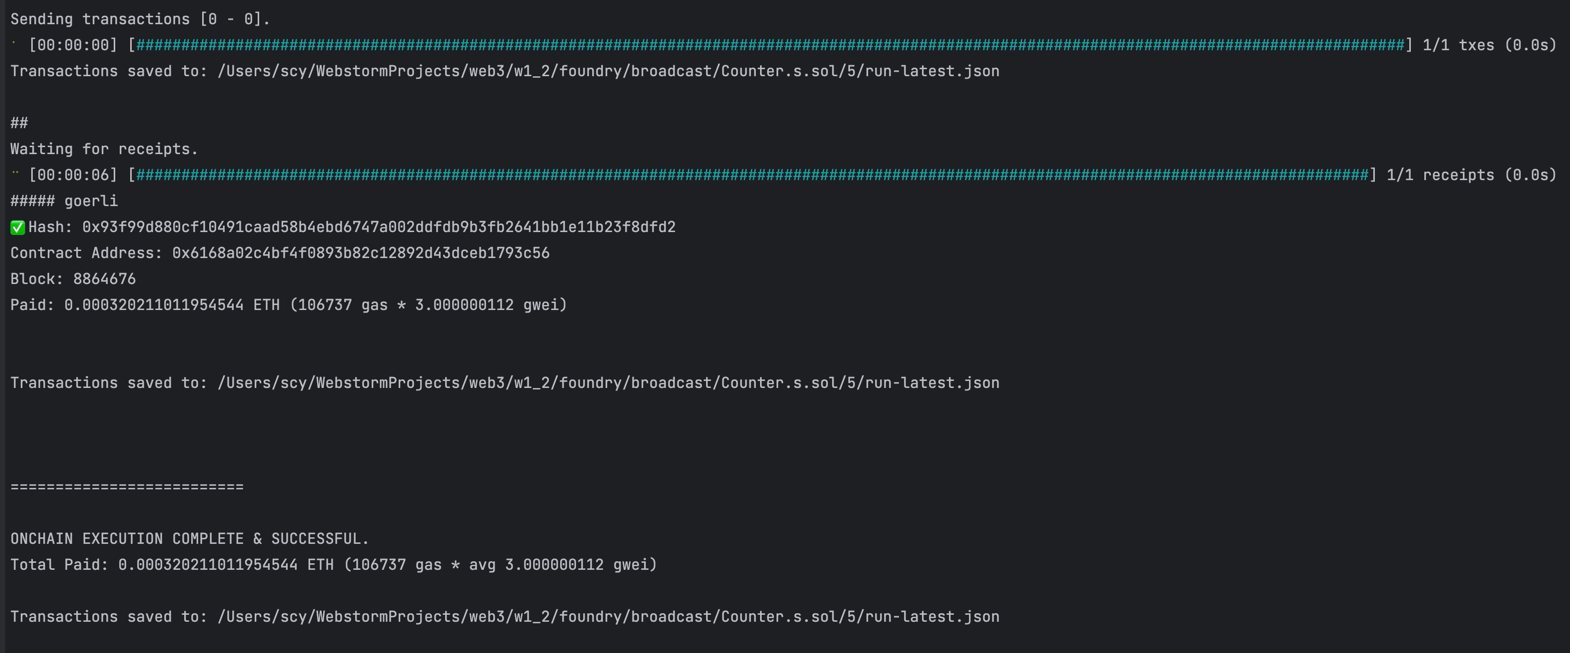 Sending transactions [0 - 0].
⠁ [00:00:00] [#############################################################################################################################################] 1/1 txes (0.0s)
Transactions saved to: /Users/scy/WebstormProjects/web3/w1_2/foundry/broadcast/Counter.s.sol/5/run-latest.json
##
Waiting for receipts.
⠉ [00:00:06] [#########################################################################################################################################] 1/1 receipts (0.0s)
##### goerli
✅Hash: 0x93f99d880cf10491caad58b4ebd6747a002ddfdb9b3fb2641bb1e11b23f8dfd2
Contract Address: 0x6168a02c4bf4f0893b82c12892d43dceb1793c56
Block: 8864676
Paid: 0.000320211011954544 ETH (106737 gas * 3.000000112 gwei)
Transactions saved to: /Users/scy/WebstormProjects/web3/w1_2/foundry/broadcast/Counter.s.sol/5/run-latest.json
==========================
ONCHAIN EXECUTION COMPLETE & SUCCESSFUL.
Total Paid: 0.000320211011954544 ETH (106737 gas * avg 3.000000112 gwei)
Transactions saved to: /Users/scy/WebstormProjects/web3/w1_2/foundry/broadcast/Counter.s.sol/5/run-latest.json